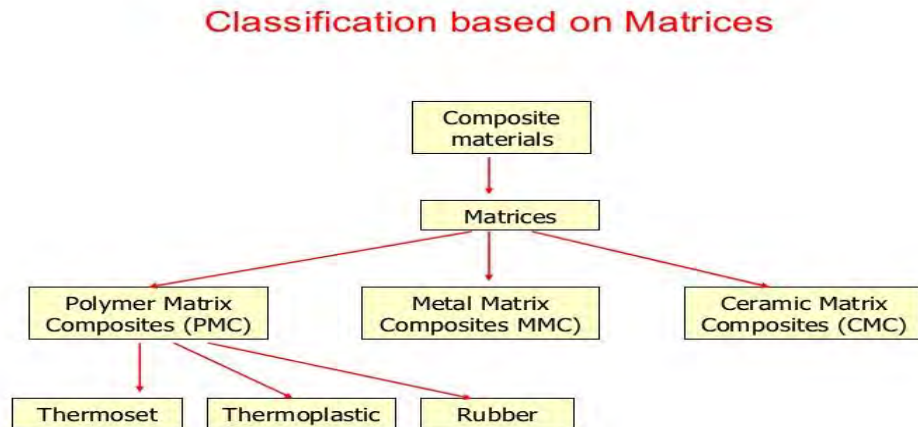 Classification based on Matrices
Composite
materials
Matrices
Polymer Matrix
Composites (PMC)
Metal Matrix
Composites MMC)
Ceramic Matrix
Composites (CMC)
Thermoset
Thermoplastic
Rubber